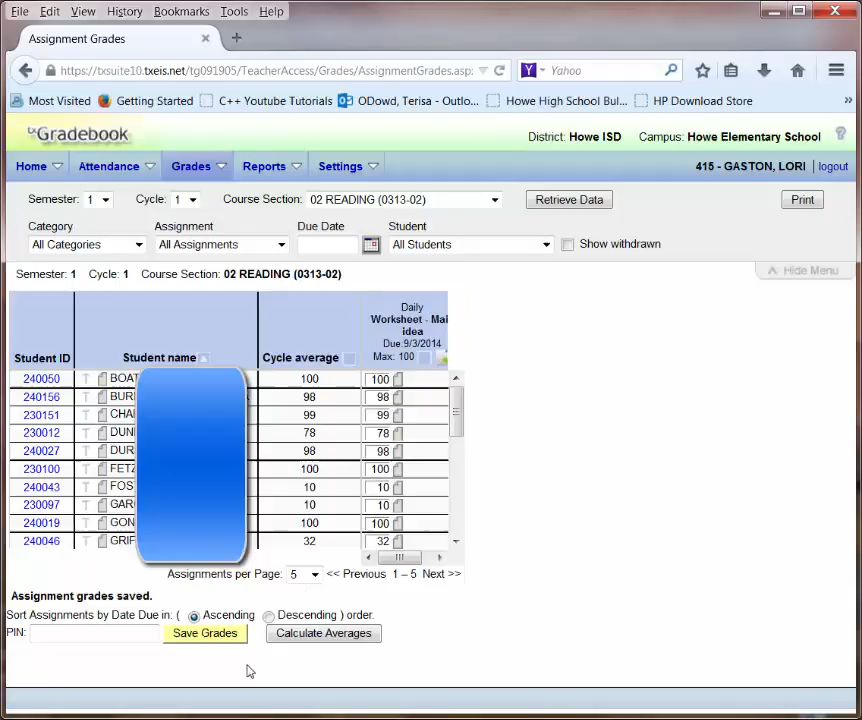 File Edit View History Bookmarks Tools Help
Assignment Grades
https://txsuite10.txeis.net/tg091905/TeacherAccess/Grades/AssignmentGrades.asp:
Yahoo
Most Visited Getting Started C++ Youtube Tutorials ODowd, Terisa - Outlo... Howe High School Bul... HP Download Store
txGradebook
District: Howe ISD Campus: Howe Elementary School
Home Attendance Grades Reports Settings 415 - GASTON, LORI logout
Semester: 1 Cycle: 1 Course Section: 02 READING (0313-02) Retrieve Data Print
Category Assignment Due Date Student
All Categories All Assignments All Students Show withdrawn
Semester: 1 Cycle: 1 Course Section: 02 READING (0313-02)
Hide Menu
Daily
Worksheet - Mai
idea
Due:9/3/2014
Max: 100
Student ID Student name Cycle average
240050 T BOAT 100 100
240156 T BURI 98 98
230151 T CHAI 99 99
230012 T DUNI 78 78
240027 T DUR 98 98
230100 T FETZ 100 100
240043 T FOS 10 10
230097 T GAR 10 10
240019 T GON 100 100
240046 T GRIF 32 32
Assignments per Page: 5 << Previous 1 – 5 Next >>
Assignment grades saved.
Sort Assignments by Date Due in: ( Ascending Descending ) order.
PIN: Save Grades Calculate Averages